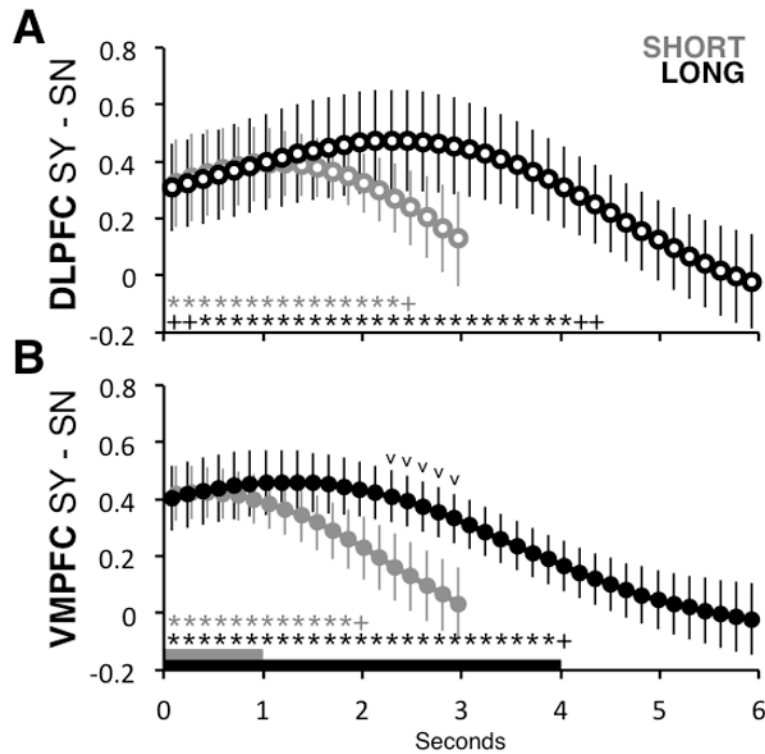 A
SHORT
LONG
DLPFC SY - SN
0.8
0.6
0.4
0.2
0
-0.2
***************+
++************************++
B
VMPFC SY - SN
0.8
0.6
0.4
0.2
0
-0.2
v v v v v
************+
*************************+
0 1 2 3 4 5 6
Seconds